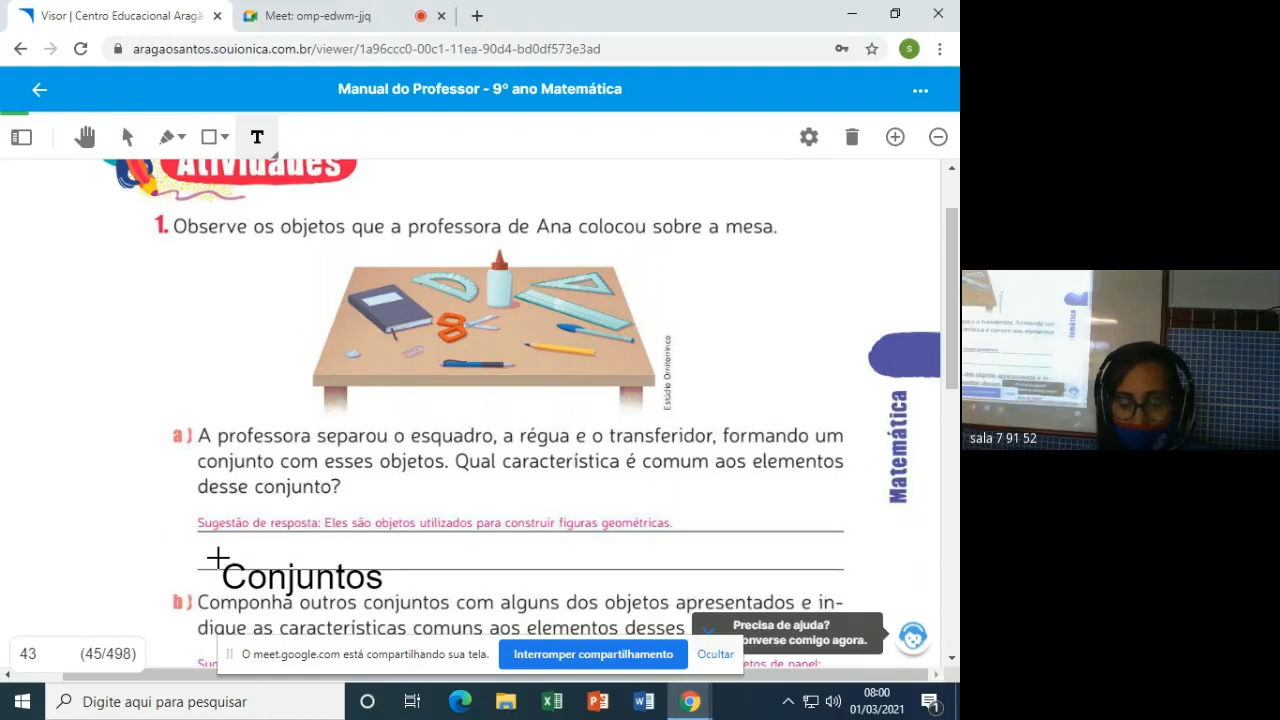 Visor | Centro Educacional Aragã
Meet: omp-edwm-jjq
aragaosantos.souionica.com.br/viewer/1a96ccc0-00c1-11ea-90d4-bd0df573e3ad
S
Manual do Professor - 9º ano Matemática
T
Atividades
1. Observe os objetos que a professora de Ana colocou sobre a mesa.
Estúdio Ornitorrinco
a) A professora separou o esquadro, a régua e o transferidor, formando um
conjunto com esses objetos. Qual característica é comum aos elementos
desse conjunto?
Sugestão de resposta: Eles são objetos utilizados para construir figuras geométricas.
Conjuntos
b) Componha outros conjuntos com alguns dos objetos apresentados e in-
dique as características comuns aos elementos desses
Matemática
sala 7 91 52
Precisa de ajuda?
onverse comigo agora.
43 (45/498)
O meet.google.com está compartilhando sua tela.
Interromper compartilhamento
Ocultar
etos de papel;
Digite aqui para pesquisar
08:00
01/03/2021
1